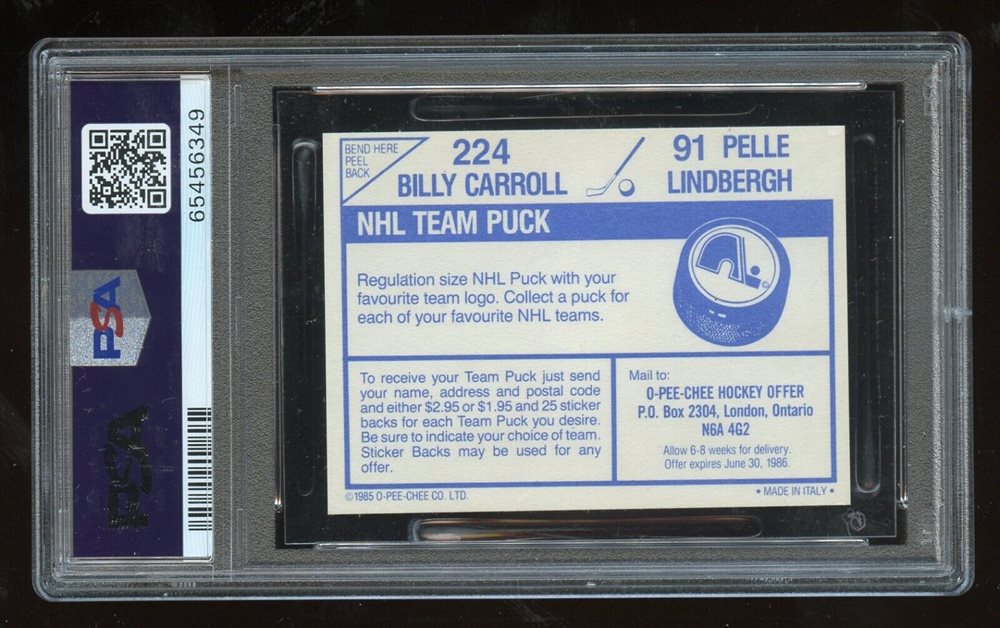 65456349
PSA
PSA
BEND HERE
PEEL
BACK
224
BILLY CARROLL
91 PELLE
LINDBERGH
NHL TEAM PUCK
Regulation size NHL Puck with your
favourite team logo. Collect a puck for
each of your favourite NHL teams.
To receive your Team Puck just send
your name, address and postal code
and either $2.95 or $1.95 and 25 sticker
backs for each Team Puck you desire.
Be sure to indicate your choice of team.
Sticker Backs may be used for any
offer.
Mail to:
O-PEE-CHEE HOCKEY OFFER
P.O. Box 2304, London, Ontario
N6A 4G2
Allow 6-8 weeks for delivery.
Offer expires June 30, 1986.
©1985 O-PEE-CHEE CO. LTD.
• MADE IN ITALY •